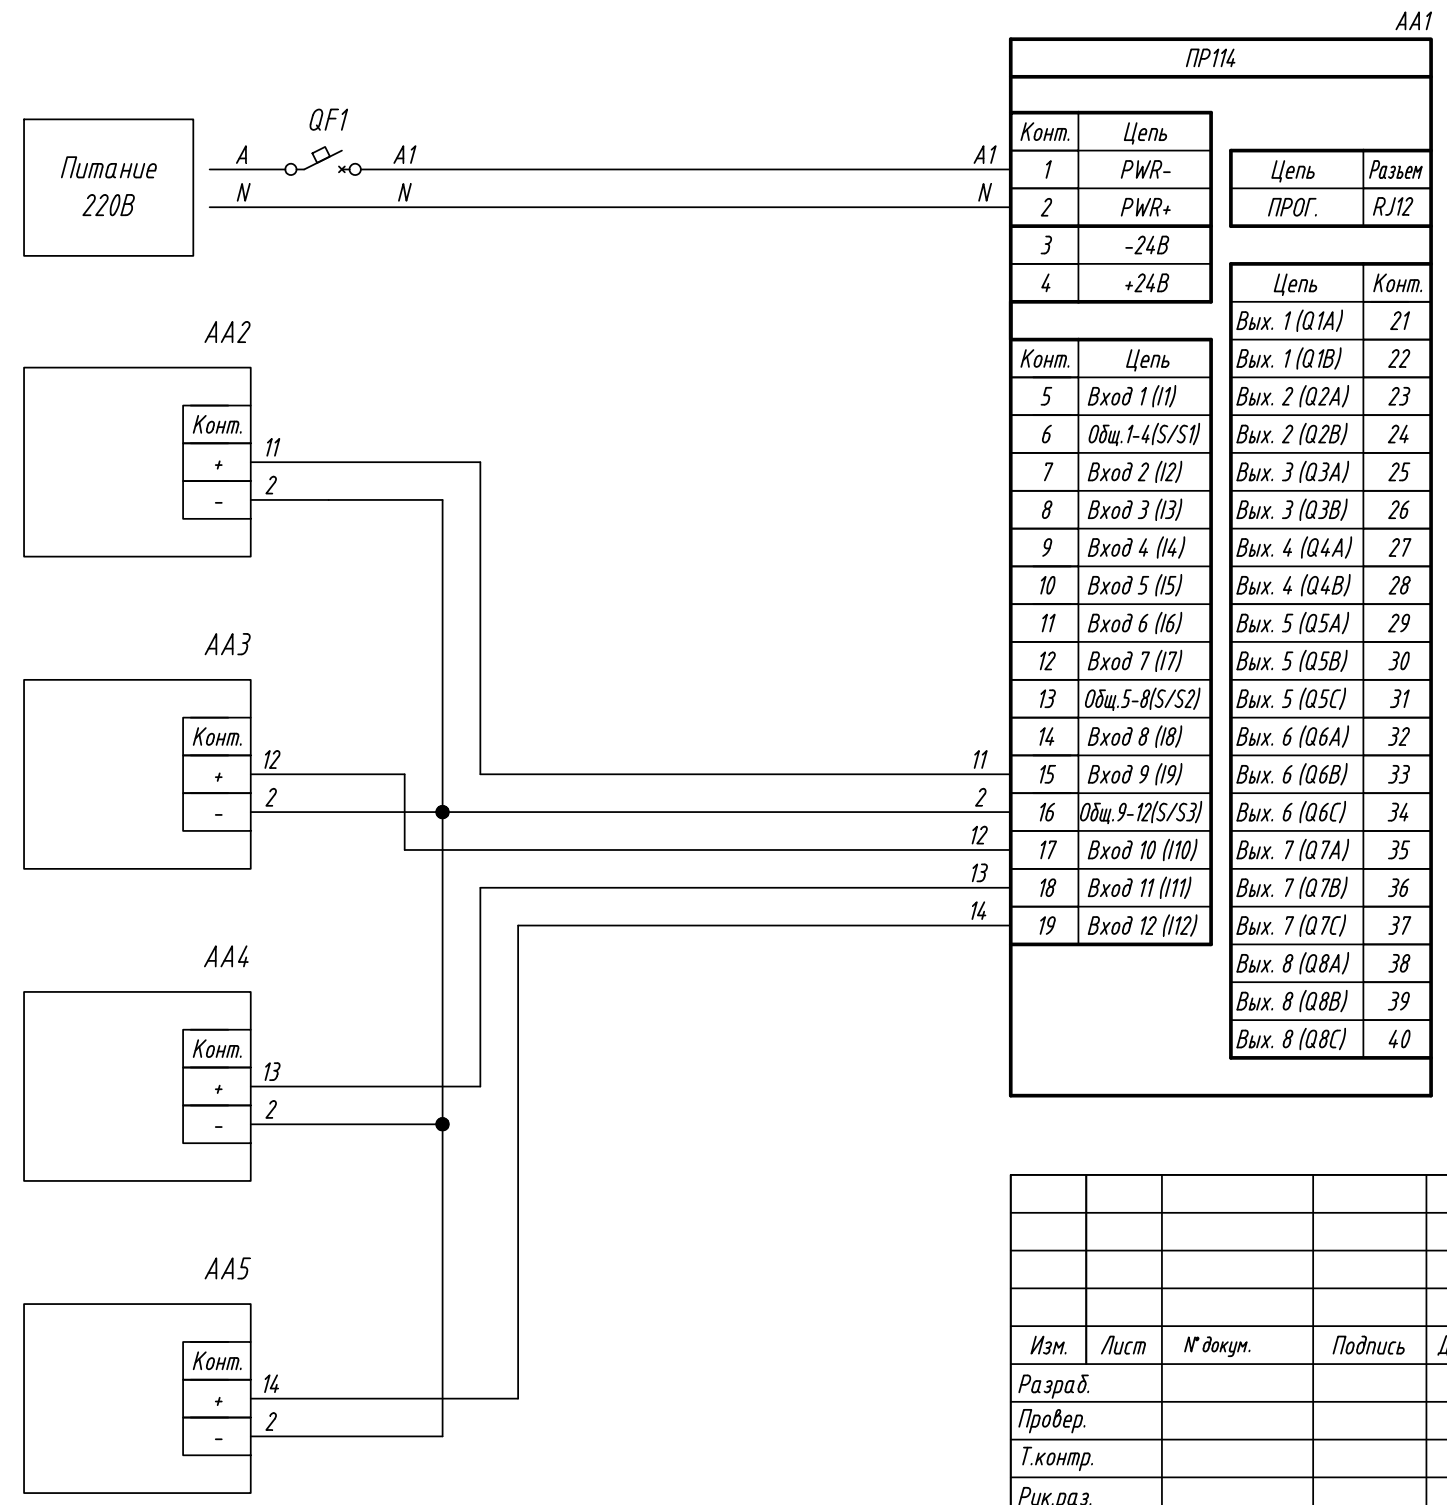 АА1
ПР114
QF1
Питание
220В
A
A1
A1
N
N
N
Конт. Цепь
1 PWR-
2 PWR+
3 -24В
4 +24В
Цепь Разьем
ПРОГ. RJ12
АА2
Конт.
+ 11
- 2
АА3
Конт.
+ 12
- 2
АА4
Конт.
+ 13
- 2
АА5
Конт.
+ 14
- 2
11
2
12
13
14
Конт. Цепь
5 Вход 1 (I1)
6 Общ.1-4(S/S1)
7 Вход 2 (I2)
8 Вход 3 (I3)
9 Вход 4 (I4)
10 Вход 5 (I5)
11 Вход 6 (I6)
12 Вход 7 (I7)
13 Общ.5-8(S/S2)
14 Вход 8 (I8)
15 Вход 9 (I9)
16 Общ.9-12(S/S3)
17 Вход 10 (I10)
18 Вход 11 (I11)
19 Вход 12 (I12)
Цепь Конт.
Вых. 1 (Q1A) 21
Вых. 1 (Q1B) 22
Вых. 2 (Q2A) 23
Вых. 2 (Q2B) 24
Вых. 3 (Q3A) 25
Вых. 3 (Q3B) 26
Вых. 4 (Q4A) 27
Вых. 4 (Q4B) 28
Вых. 5 (Q5A) 29
Вых. 5 (Q5B) 30
Вых. 5 (Q5C) 31
Вых. 6 (Q6A) 32
Вых. 6 (Q6B) 33
Вых. 6 (Q6C) 34
Вых. 7 (Q7A) 35
Вых. 7 (Q7B) 36
Вых. 7 (Q7C) 37
Вых. 8 (Q8A) 38
Вых. 8 (Q8B) 39
Вых. 8 (Q8C) 40
Изм. Лист № докум. Подпись
Разраб.
Провер.
Т.контр.
Рук.раз.